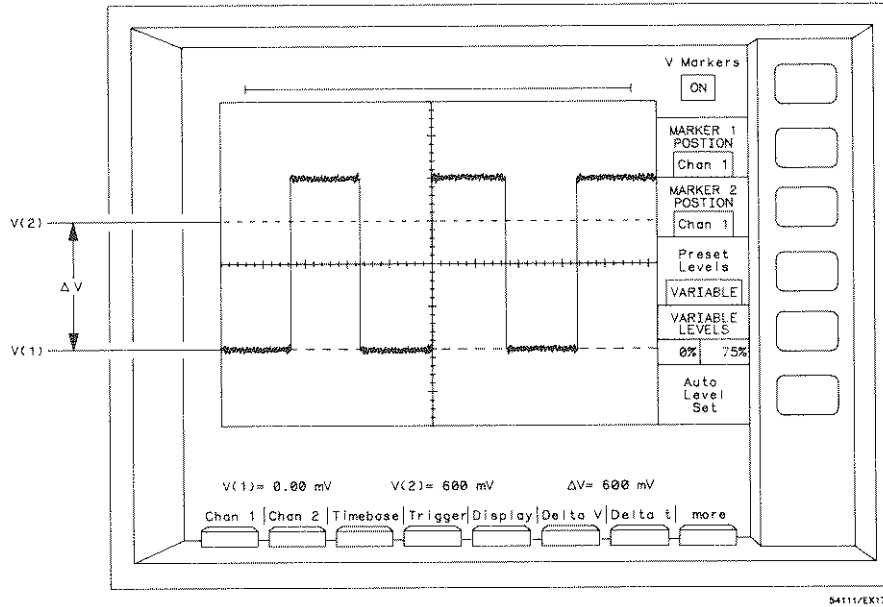 V Markers
ON
MARKER 1
POSTION
Chan 1
MARKER 2
POSTION
Chan 1
Preset
Levels
VARIABLE
VARIABLE
LEVELS
0% 75%
Auto
Level
Set
V(2)
ΔV
V(1)
V(1)= 0.00 mV V(2)= 600 mV ΔV= 600 mV
Chan 1 Chan 2 Timebase Trigger Display Delta V Delta t more
54111/EX17